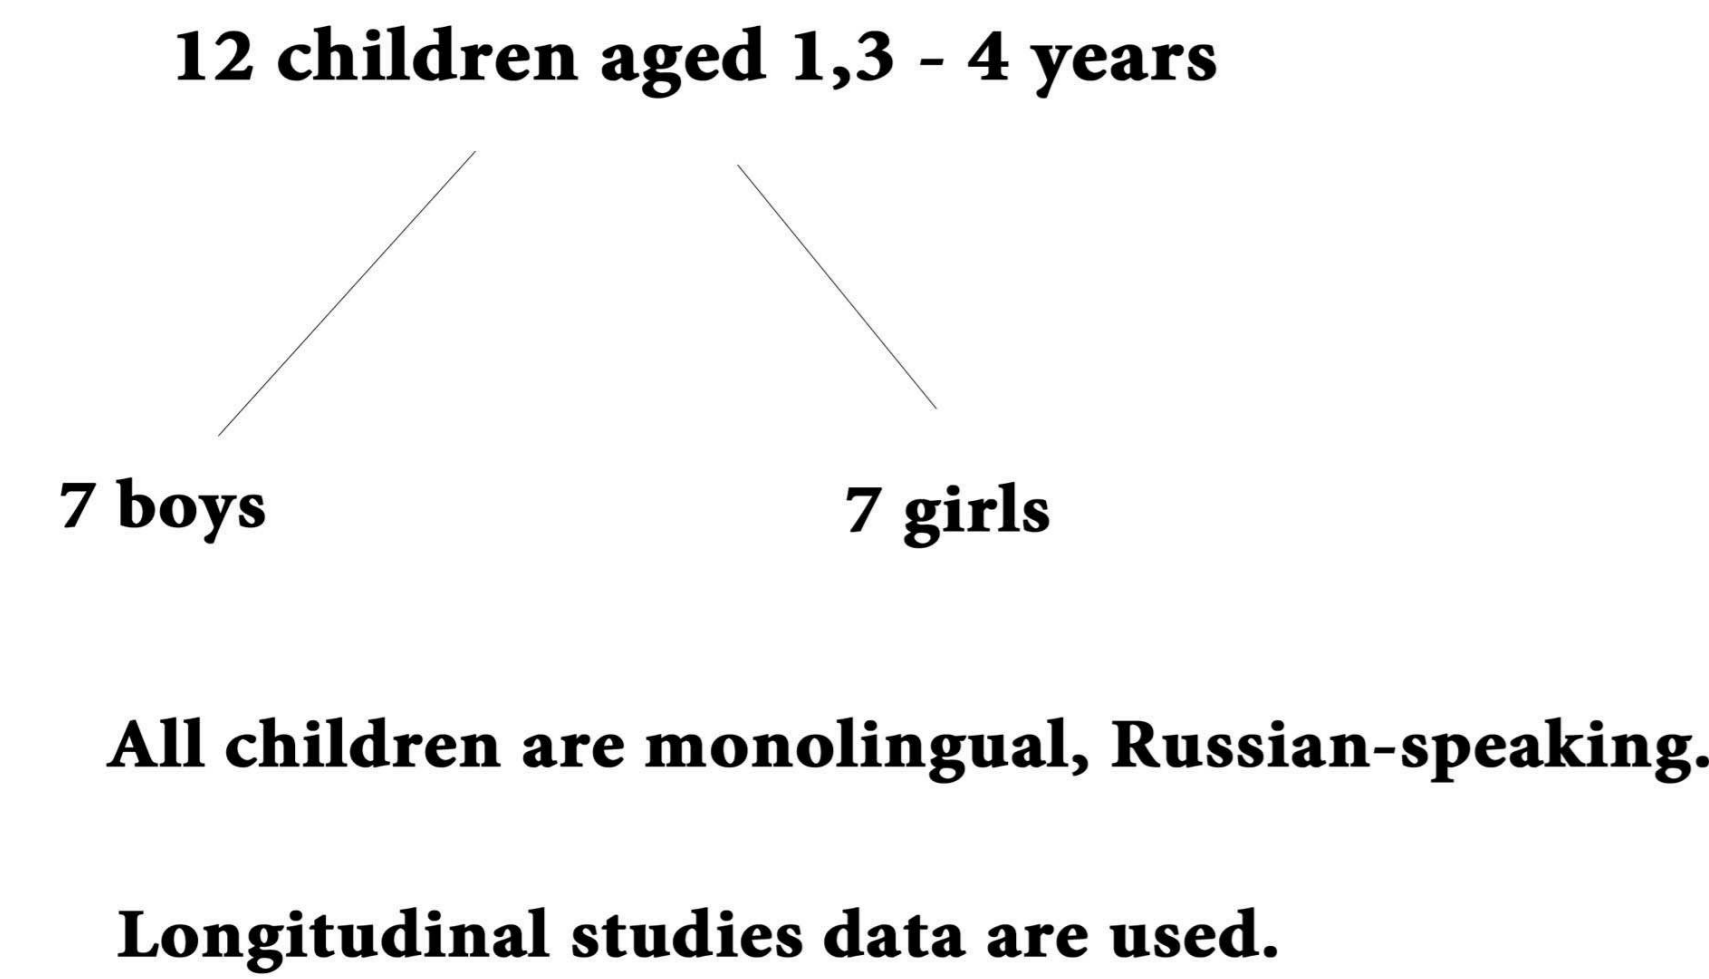 12 children aged 1,3 - 4 years
7 boys
7 girls
All children are monolingual, Russian-speaking.
Longitudinal studies data are used.